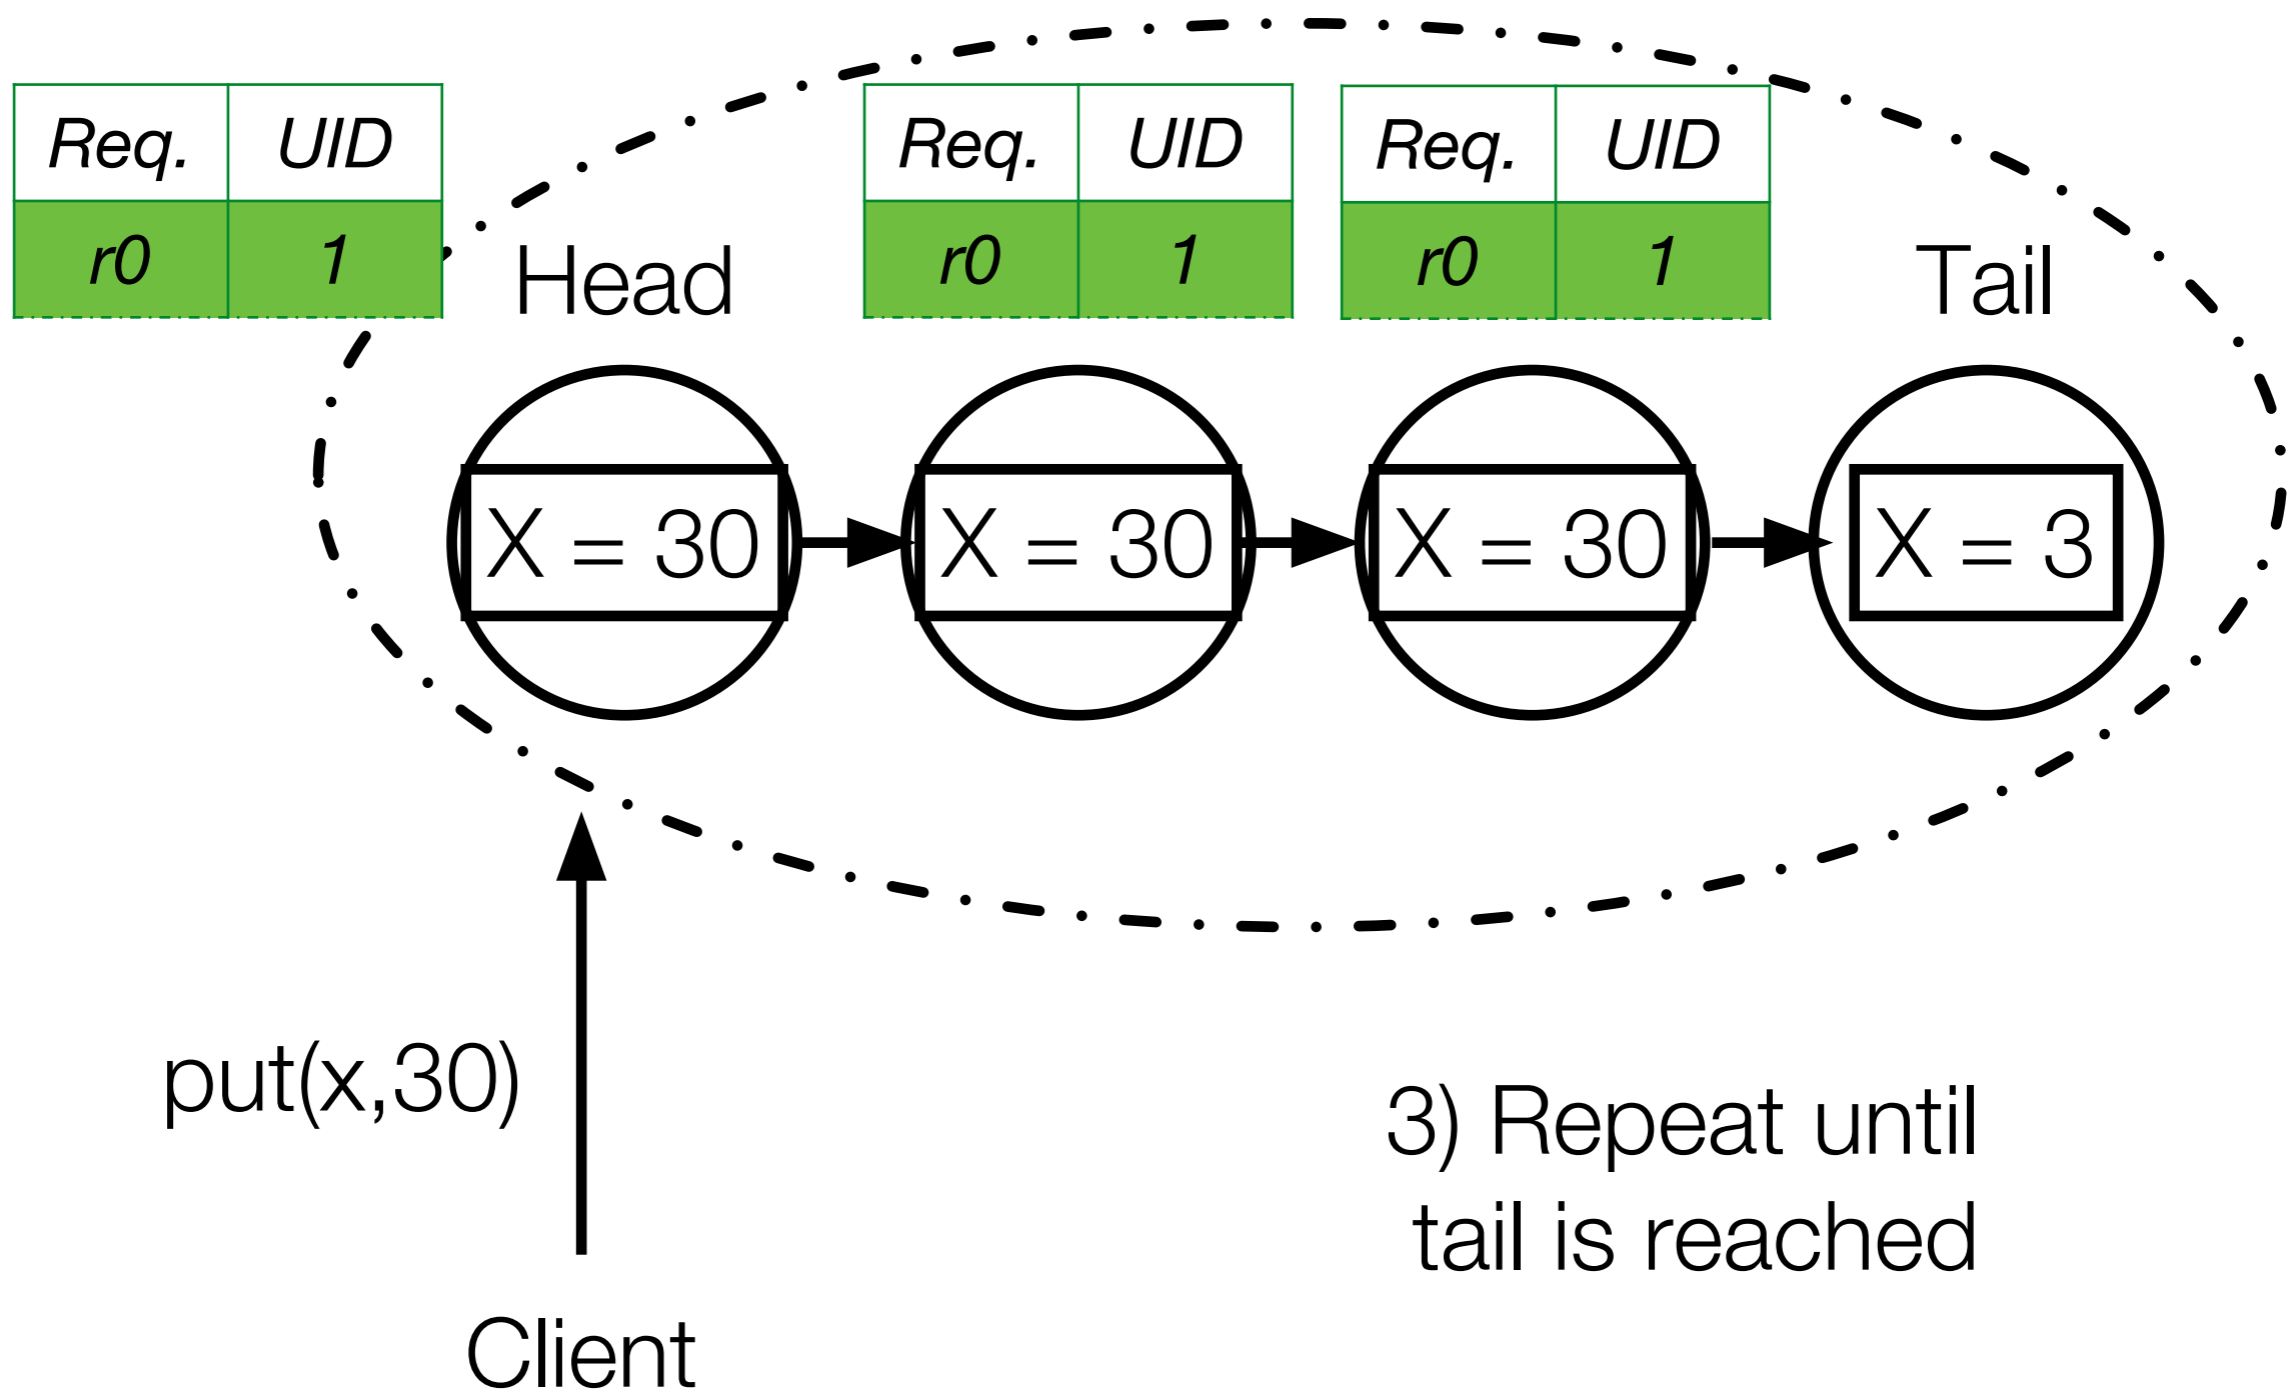 Req. UID
r0 1
Req. UID
r0 1
Req. UID
r0 1
Head
Tail
X = 30
X = 30
X = 30
X = 3
put(x,30)
3) Repeat until
tail is reached
Client